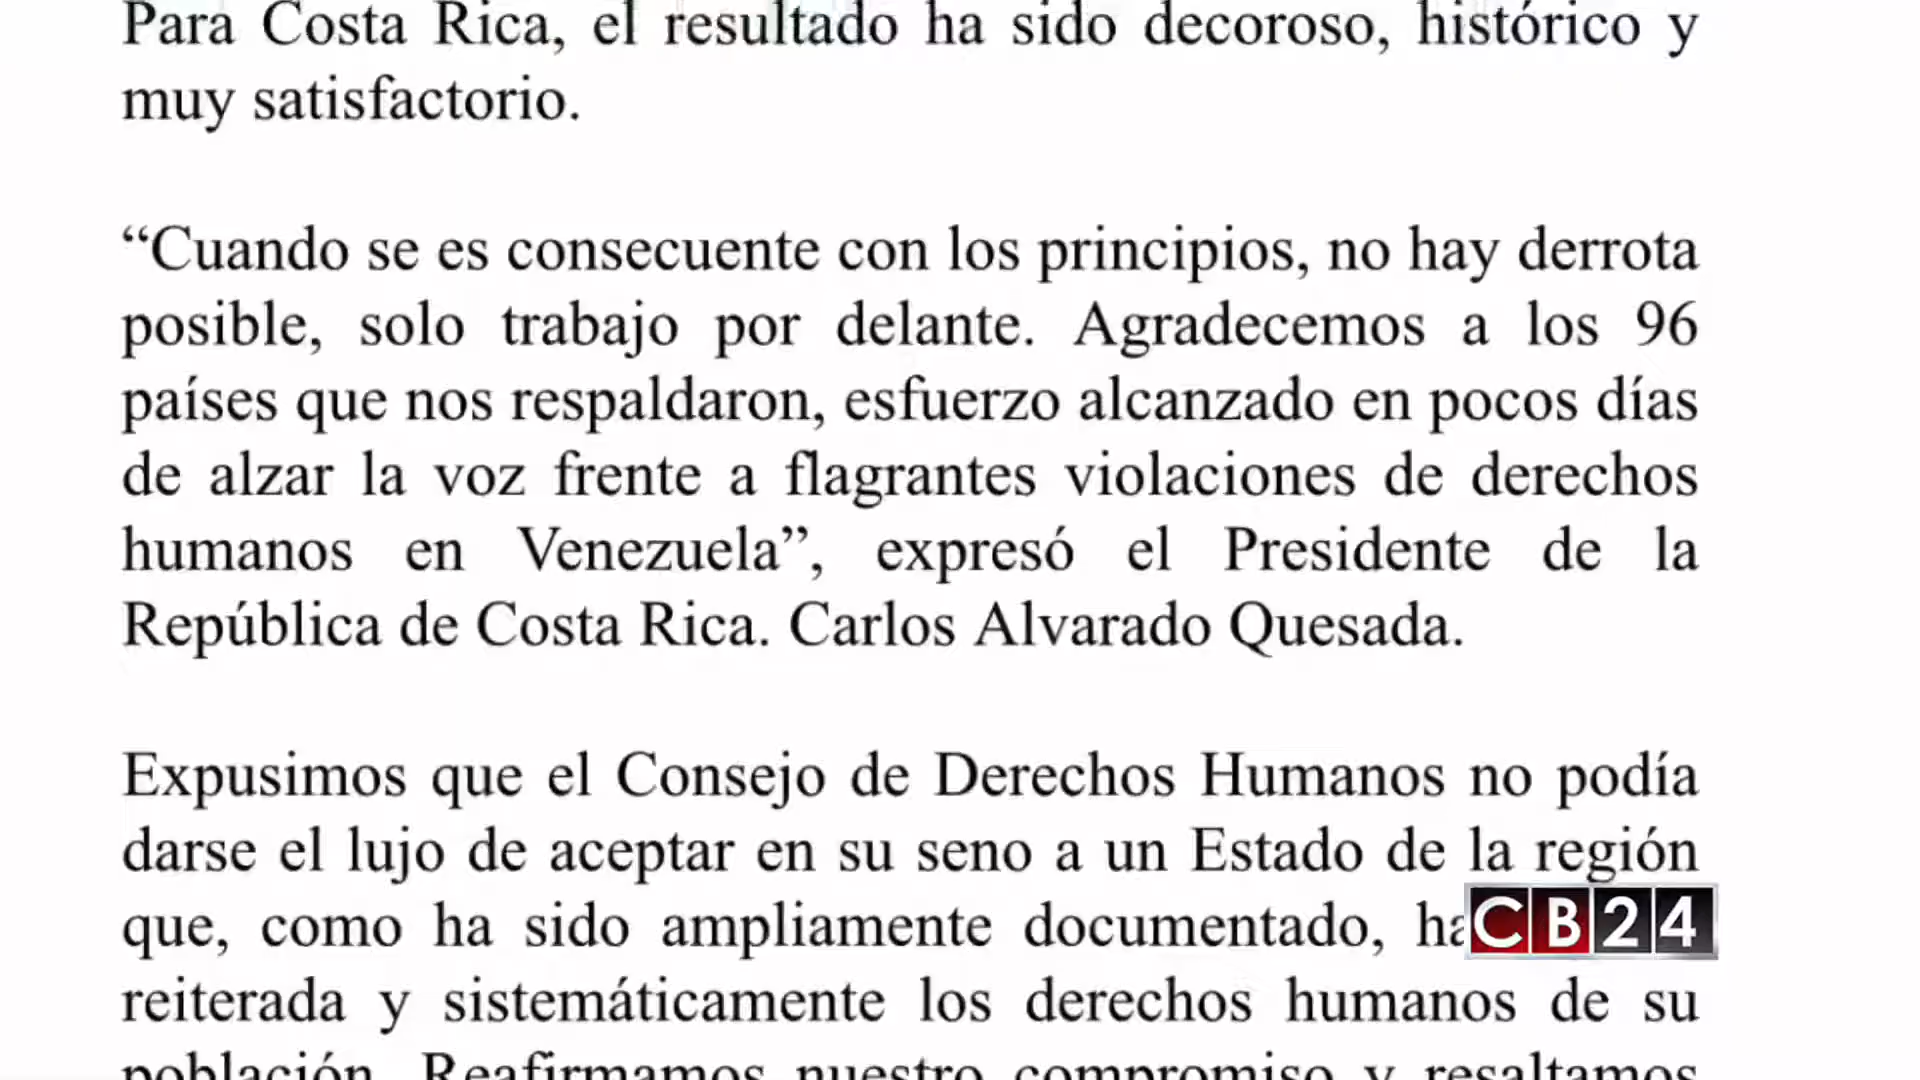 Para Costa Rica, el resultado ha sido decoroso, histórico y
muy satisfactorio.
“Cuando se es consecuente con los principios, no hay derrota
posible, solo trabajo por delante. Agradecemos a los 96
países que nos respaldaron, esfuerzo alcanzado en pocos días
de alzar la voz frente a flagrantes violaciones de derechos
humanos en Venezuela”, expresó el Presidente de la
República de Costa Rica. Carlos Alvarado Quesada.
Expusimos que el Consejo de Derechos Humanos no podía
darse el lujo de aceptar en su seno a un Estado de la región
que, como ha sido ampliamente documentado,
CB24
reiterada y sistemáticamente los derechos humanos de su
población. Reafirmamos nuestro compromiso y resaltamos